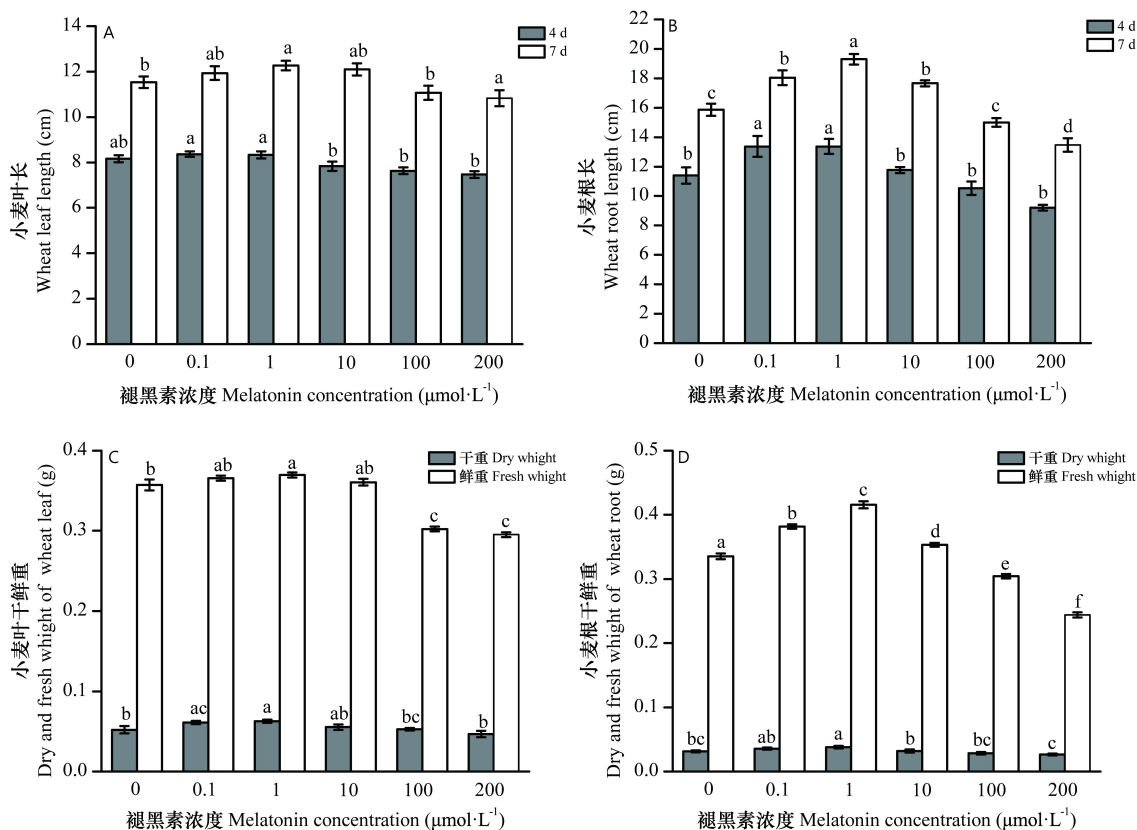 A
4 d
7 d
14
12
10
8
6
4
2
0
小麦叶长
Wheat leaf length (cm)
ab
b
a
ab
a
a
b
ab
b
b
b
a
0
0.1
1
10
100
200
褪黑素浓度 Melatonin concentration (μmol·L-1)
B
4 d
7 d
22
20
18
16
14
12
10
8
6
4
2
0
小麦根长
Wheat root length (cm)
b
c
a
b
a
a
b
b
b
c
b
d
0
0.1
1
10
100
200
褪黑素浓度 Melatonin concentration (μmol·L-1)
C
干重 Dry whight
鲜重 Fresh whight
0.4
0.3
0.2
0.1
0.0
小麦叶干鲜重
Dry and fresh whight of wheat leaf (g)
b
b
ac
ab
a
a
ab
ab
bc
c
b
c
0
0.1
1
10
100
200
褪黑素浓度 Melatonin concentration (μmol·L-1)
D
干重 Dry whight
鲜重 Fresh whight
0.5
0.4
0.3
0.2
0.1
0.0
小麦根干鲜重
Dry and fresh whight of wheat root (g)
bc
a
ab
b
a
c
b
d
bc
e
c
f
0
0.1
1
10
100
200
褪黑素浓度 Melatonin concentration (μmol·L-1)